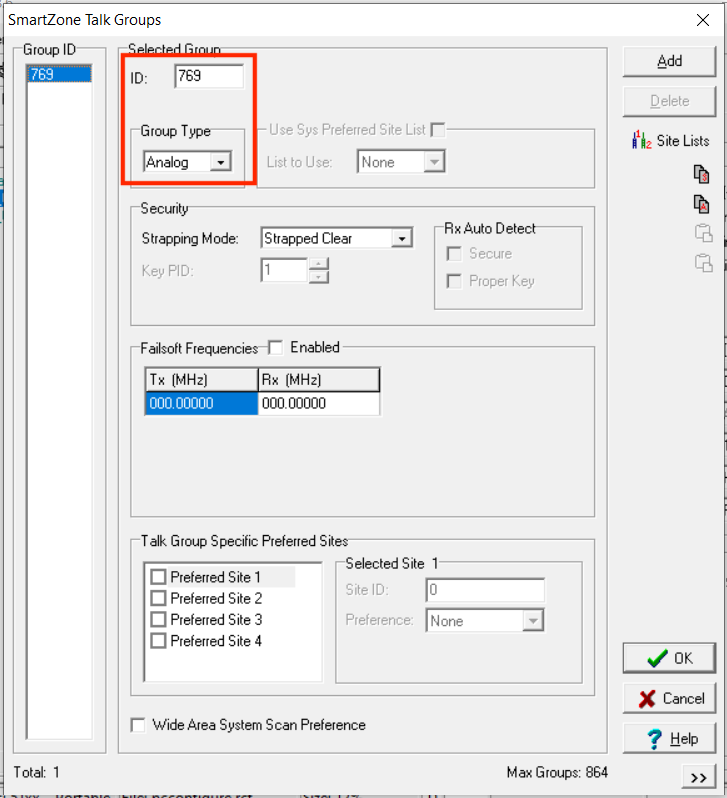 SmartZone Talk Groups
Group ID
769
Selected Group
ID: 769
Group Type
Analog
Use Sys Preferred Site List
List to Use: None
Security
Strapping Mode: Strapped Clear
Key PID: 1
Rx Auto Detect
Secure
Proper Key
Failsoft Frequencies Enabled
Tx (MHz) Rx (MHz)
000.00000 000.00000
Talk Group Specific Preferred Sites
Preferred Site 1
Preferred Site 2
Preferred Site 3
Preferred Site 4
Selected Site 1
Site ID: 0
Preference: None
Wide Area System Scan Preference
Add
Delete
1 2 Site Lists
OK
Cancel
Help
Total: 1
Max Groups: 864
>>